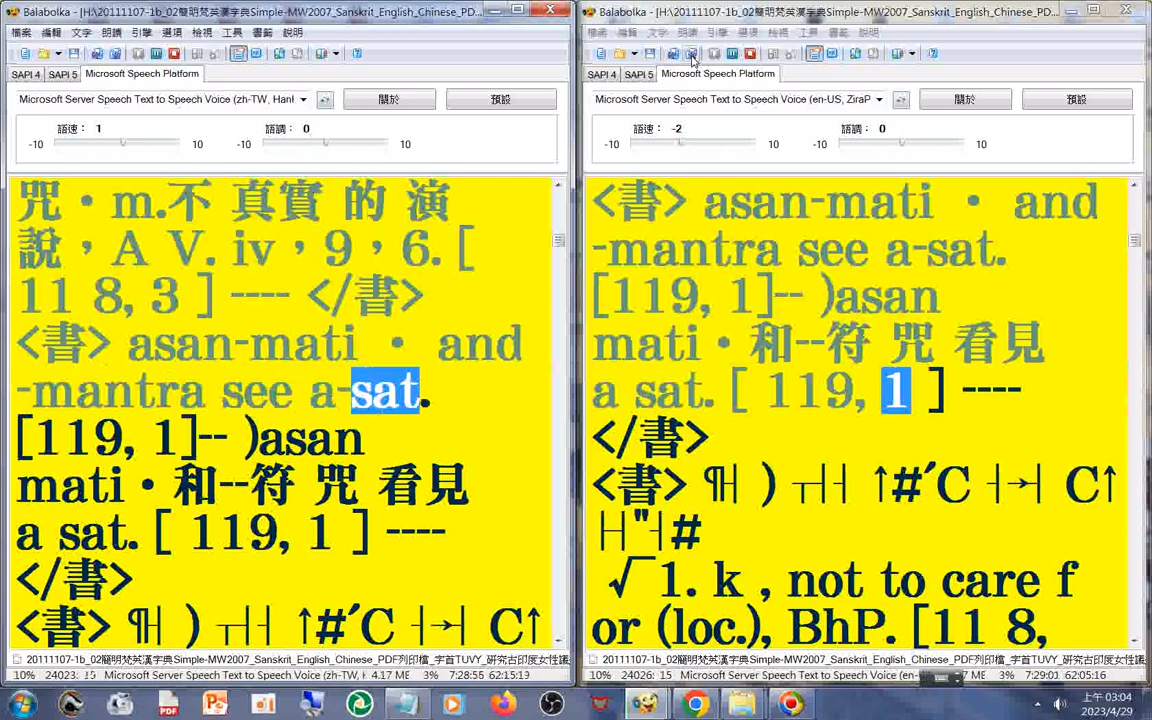 Balabolka - [H:\20111107-1b_02簡明梵英漢字典Simple-MW2007_Sanskrit_English_Chinese_PD...
檔案 編輯 文字 朗讀 引擎 選項 檢視 工具 書籤 說明
SAPI 4 SAPI 5 Microsoft Speech Platform
Microsoft Server Speech Text to Speech Voice (zh-TW, Hanl 關於 預設
語速： 1 語調： 0
-10 10 -10 10
咒・m.不 真實 的 演
說，A V. iv，9，6. [
11 8, 3 ] ---- </書>
<書> asan-mati ・ and
-mantra see a-sat.
[119, 1]-- )asan
mati・和--符 咒 看見
a sat. [ 119, 1 ] ----
</書>
<書> ¶┤ ) ┬┤┤ ↑#′C ┤→┤ C↑
20111107-1b_02簡明梵英漢字典Simple-MW2007_Sanskrit_English_Chinese_PDF列印檔_字首TUVY_研究古印度女性議
10% 24023: 15 Microsoft Server Speech Text to Speech Voice (zh-TW, 4.17 ME 3% 7:28:55 62:15:19
Balabolka - [H:\20111107-1b_02簡明梵英漢字典Simple-MW2007_Sanskrit_English_Chinese_PD...
檔案 編輯 文字 朗讀 引擎 選項 檢視 工具 書籤 說明
SAPI 4 SAPI 5 Microsoft Speech Platform
Microsoft Server Speech Text to Speech Voice (en-US, ZiraP 關於 預設
語速： -2 語調： 0
-10 10 -10 10
<書> asan-mati ・ and
-mantra see a-sat.
[119, 1]-- )asan
mati・和--符 咒 看見
a sat. [ 119, 1 ] ----
</書>
<書> ¶┤ ) ┬┤┤ ↑#′C ┤→┤ C↑
├"┤#
√1. k , not to care f
or (loc.), BhP. [11 8,
20111107-1b_02簡明梵英漢字典Simple-MW2007_Sanskrit_English_Chinese_PDF列印檔_字首TUVY_研究古印度女性議
10% 24026: 15 Microsoft Server Speech Text to Speech Voice (en-US, 4.17 ME 3% 7:29:01 62:05:16
上午 03:04
2023/4/29